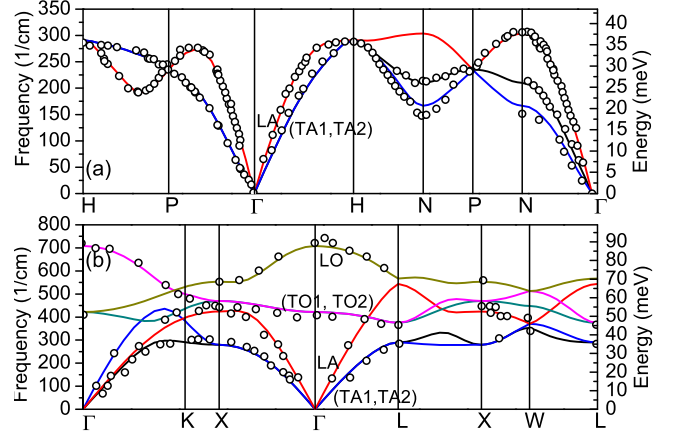 350
300
250
200
150
100
50
0
Frequency (1/cm)
(a)
LA
(TA1,TA2)
40
35
30
25
20
15
10
5
0
Energy (meV)
H P Γ H N P N Γ
800
700
600
500
400
300
200
100
0
Frequency (1/cm)
(b)
LO
(TO1, TO2)
LA
(TA1,TA2)
90
80
70
60
50
40
30
20
10
0
Energy (meV)
Γ K X Γ L X W L